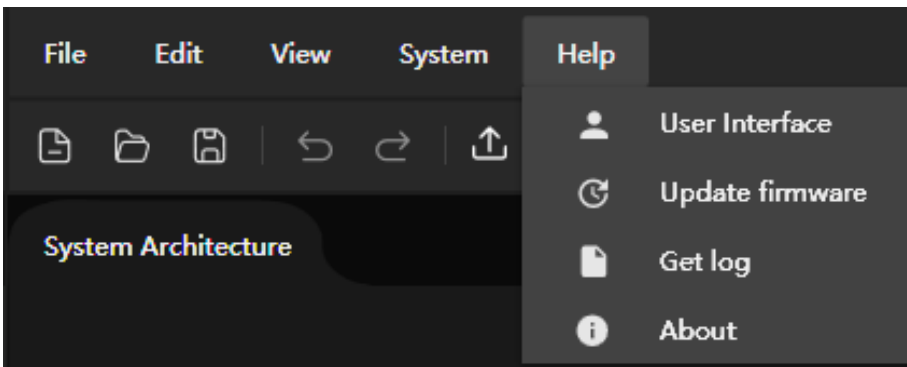 File Edit View System Help
User Interface
Update firmware
System Architecture
Get log
About